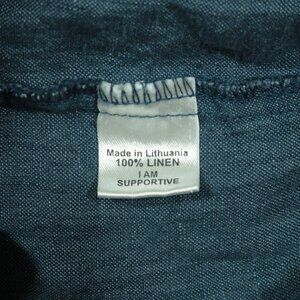 Made in Lithuania
100% LINEN
I AM
SUPPORTIVE